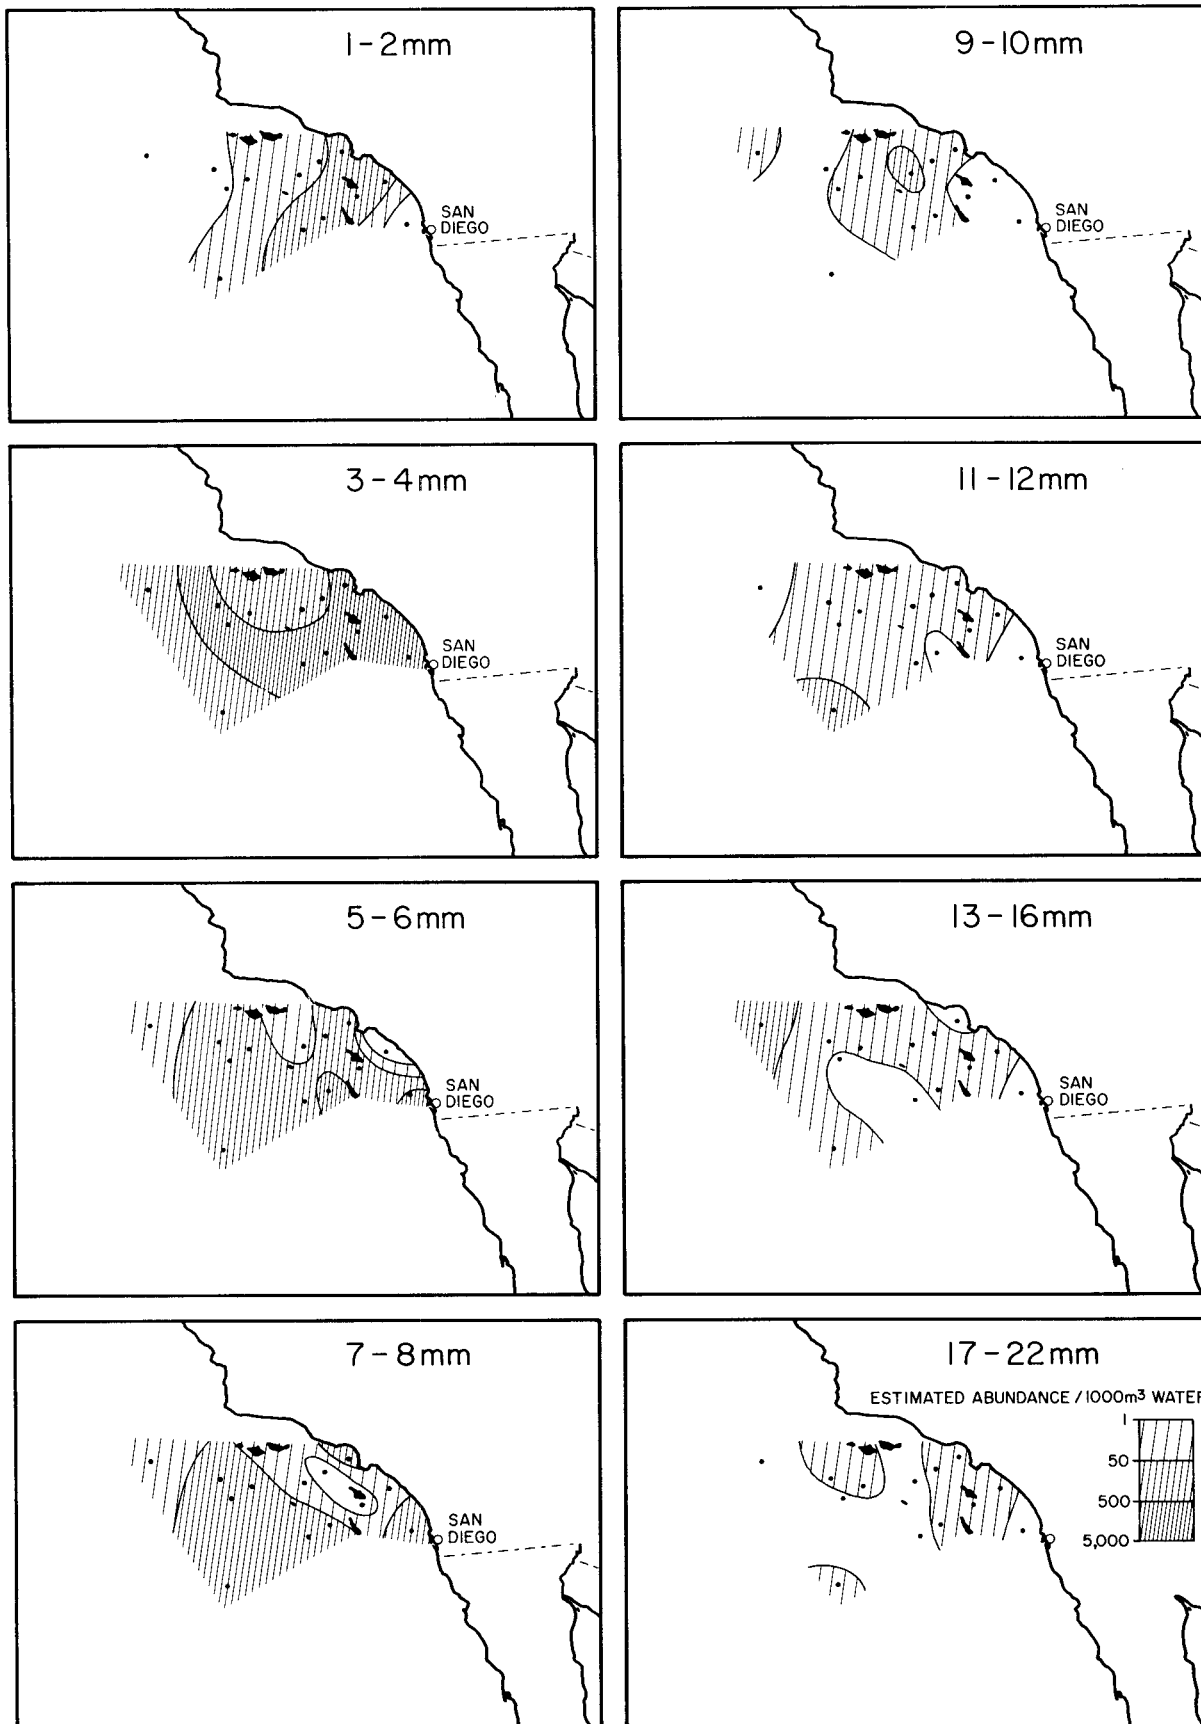 1-2mm
SAN
DIEGO
9-10mm
SAN
DIEGO
3-4mm
SAN
DIEGO
11-12mm
SAN
DIEGO
5-6mm
SAN
DIEGO
13-16mm
SAN
DIEGO
7-8mm
SAN
DIEGO
17-22mm
ESTIMATED ABUNDANCE / 1000m³ WATER
1
50
500
5,000